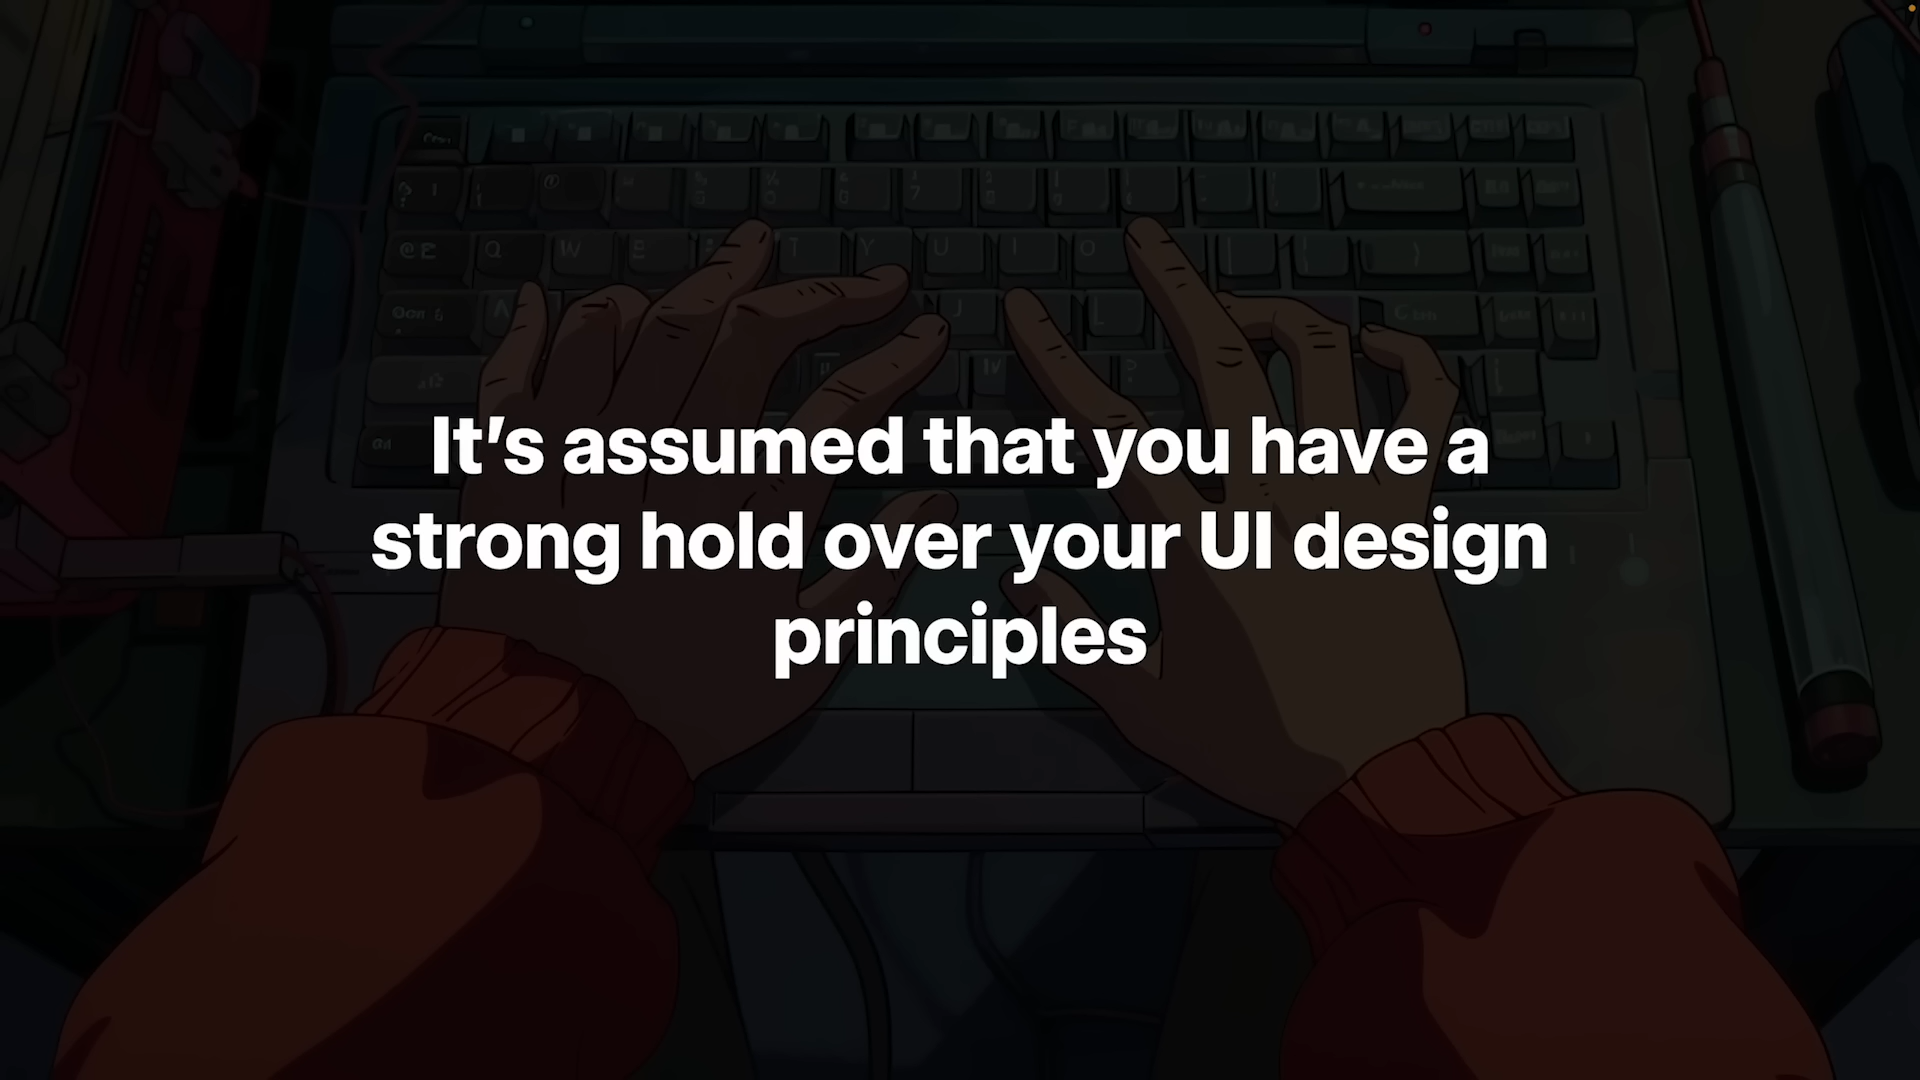 It’s assumed that you have a
strong hold over your UI design
principles